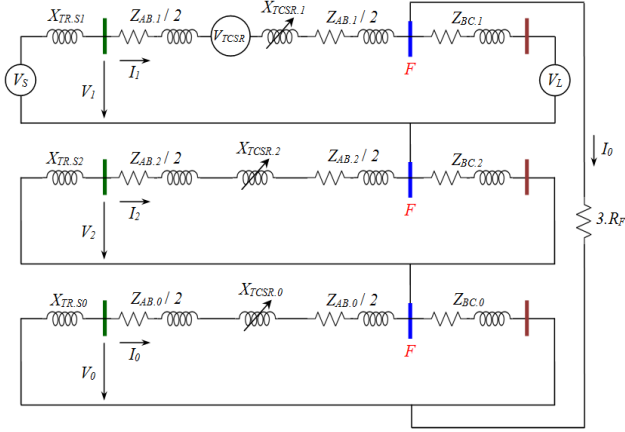 X_TR.S1 Z_AB.1 / 2 X_TCSR.1 Z_AB.1 / 2 Z_BC.1
V_TCSR
V_S V_1 I_1 F V_L
X_TR.S2 Z_AB.2 / 2 X_TCSR.2 Z_AB.2 / 2 Z_BC.2 I_0
V_2 I_2 F 3.R_F
X_TR.S0 Z_AB.0 / 2 X_TCSR.0 Z_AB.0 / 2 Z_BC.0
V_0 I_0 F